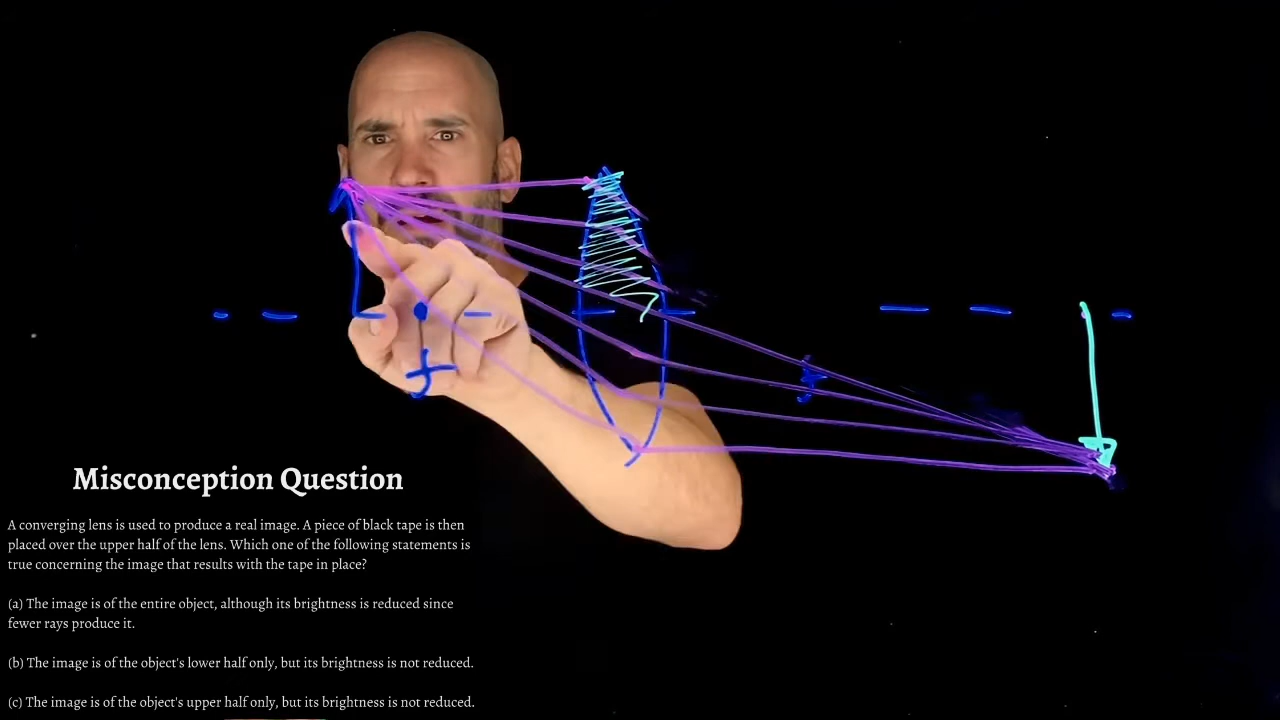 f
f
Misconception Question
A converging lens is used to produce a real image. A piece of black tape is then
placed over the upper half of the lens. Which one of the following statements is
true concerning the image that results with the tape in place?
(a) The image is of the entire object, although its brightness is reduced since
fewer rays produce it.
(b) The image is of the object's lower half only, but its brightness is not reduced.
(c) The image is of the object's upper half only, but its brightness is not reduced.